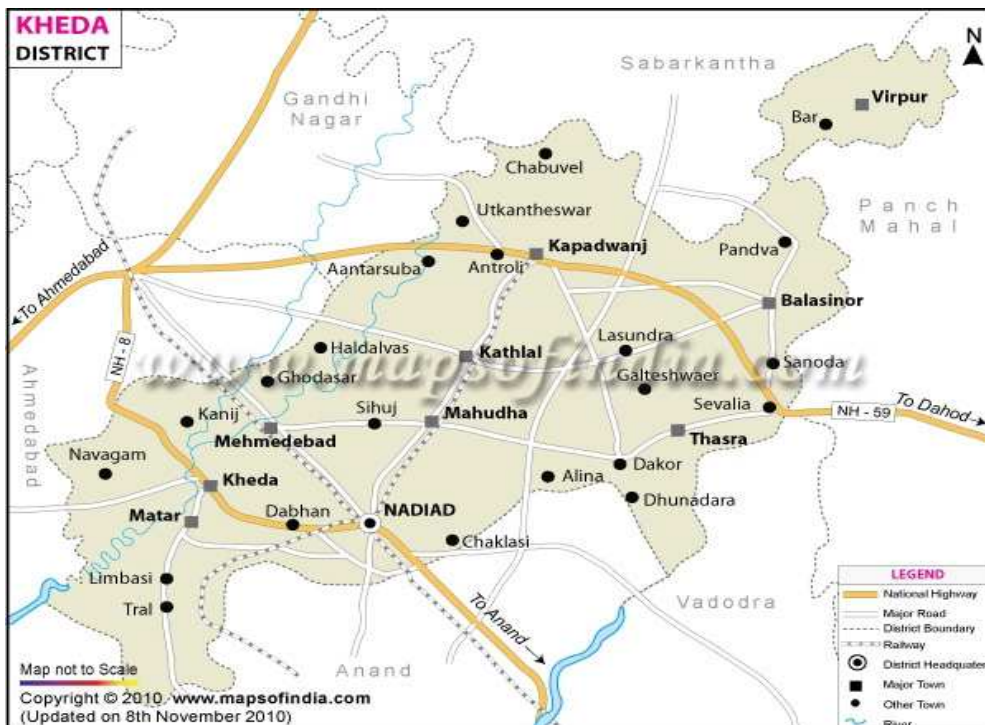 KHEDA
DISTRICT
N
Sabarkantha
Gandhi
Nagar
Virpur
Bar
Chabuvel
Panch
Mahal
Utkantheswar
Kapadwanj
Pandva
Aantarsuba
Antroli
To Ahmedabad
Balasinor
NH - 8
Haldalvas
Kathlal
Lasundra
Sanoda
www.mapsofindia.com
Ghodasar
Galteshwaer
Ahmedabad
Kanij
Sihuj
Mahudha
Sevalia
NH - 59
To Dahod
Mehmedebad
Thasra
Navagam
Kheda
Alina
Dakor
Dhunadara
Matar
Dabhan
NADIAD
Chaklasi
Limbasi
Tral
To Anand
Vadodra
Anand
LEGEND
National Highway
Major Road
District Boundary
Railway
District Headquater
Major Town
Other Town
River
Map not to Scale
Copyright © 2010 www.mapsofindia.com
(Updated on 8th November 2010)